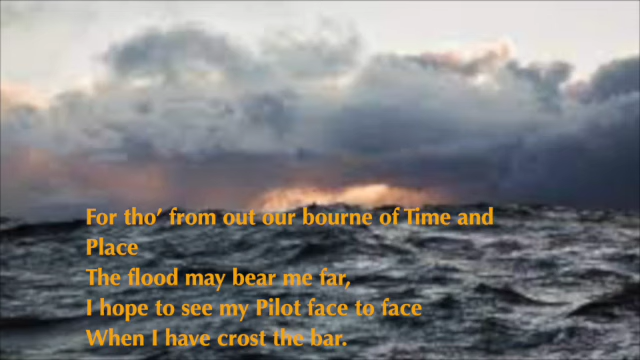 For tho’ from out our bourne of Time and
Place
The flood may bear me far,
I hope to see my Pilot face to face
When I have crost the bar.